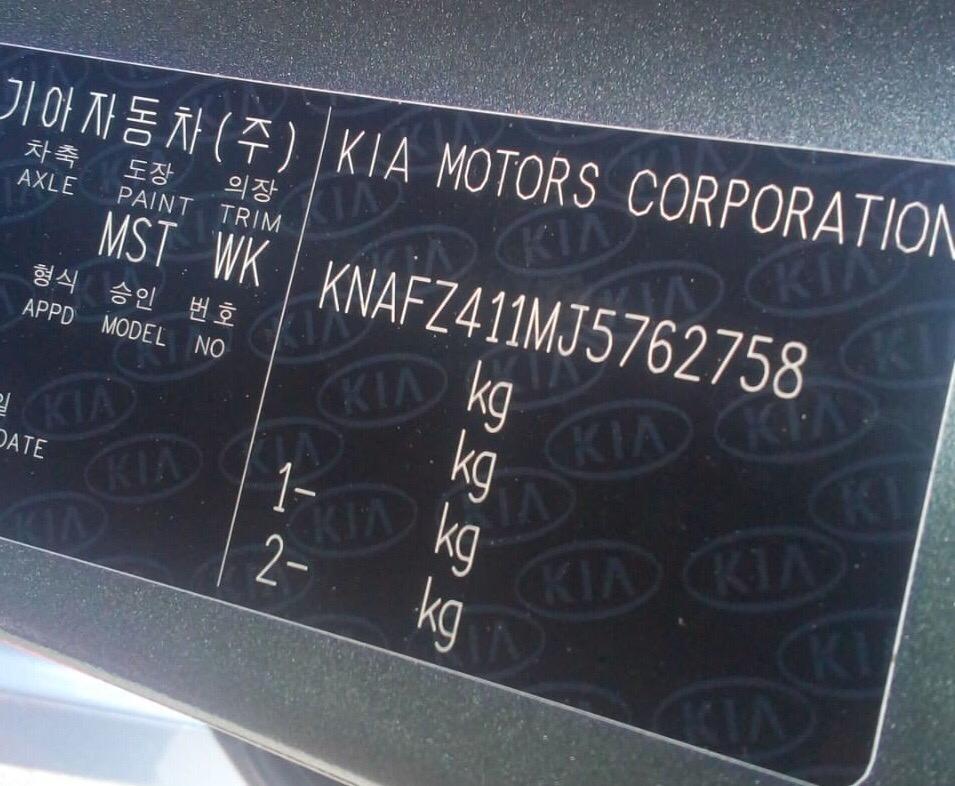 기아자동차(주)
차축 도장 의장
AXLE PAINT TRIM
MST WK
형식 승인 번호
APPD MODEL NO
일
DATE
KIA MOTORS CORPORATION
KNAFZ411MJ5762758
kg
kg
1- kg
2- kg
KIA